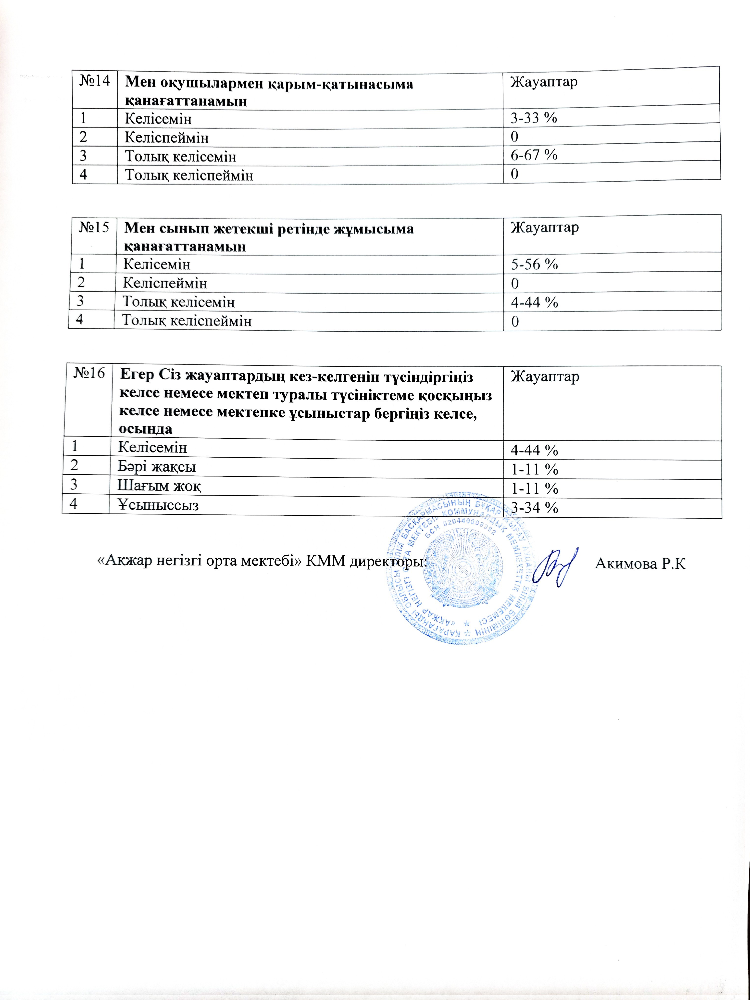 №14 Мен оқушылармен қарым-қатынасыма Жауаптар
қанағаттанамын
1 Келісемін 3-33 %
2 Келіспеймін 0
3 Толық келісемін 6-67 %
4 Толық келіспеймін 0
№15 Мен сынып жетекші ретінде жұмысыма Жауаптар
қанағаттанамын
1 Келісемін 5-56 %
2 Келіспеймін 0
3 Толық келісемін 4-44 %
4 Толық келіспеймін 0
№16 Егер Сіз жауаптардың кез-келгенін түсіндіргіңіз Жауаптар
келсе немесе мектеп туралы түсініктеме қосқыңыз
келсе немесе мектепке ұсыныстар бергіңіз келсе,
осында
1 Келісемін 4-44 %
2 Бәрі жақсы 1-11 %
3 Шағым жоқ 1-11 %
4 Ұсыныссыз 3-34 %
«Ақжар негізгі орта мектебі» КММ директоры: Акимова Р.К
ҚАРАҒАНДЫ ОБЛЫСЫ БІЛІМ БАСҚАРМАСЫНЫҢ БҰҚАР ЖЫРАУ АУДАНЫ БІЛІМ БӨЛІМІНІҢ
«АҚЖАР НЕГІЗГІ ОРТА МЕКТЕБІ» КОММУНАЛДЫҚ МЕМЛЕКЕТТІК МЕКЕМЕСІ
БСН